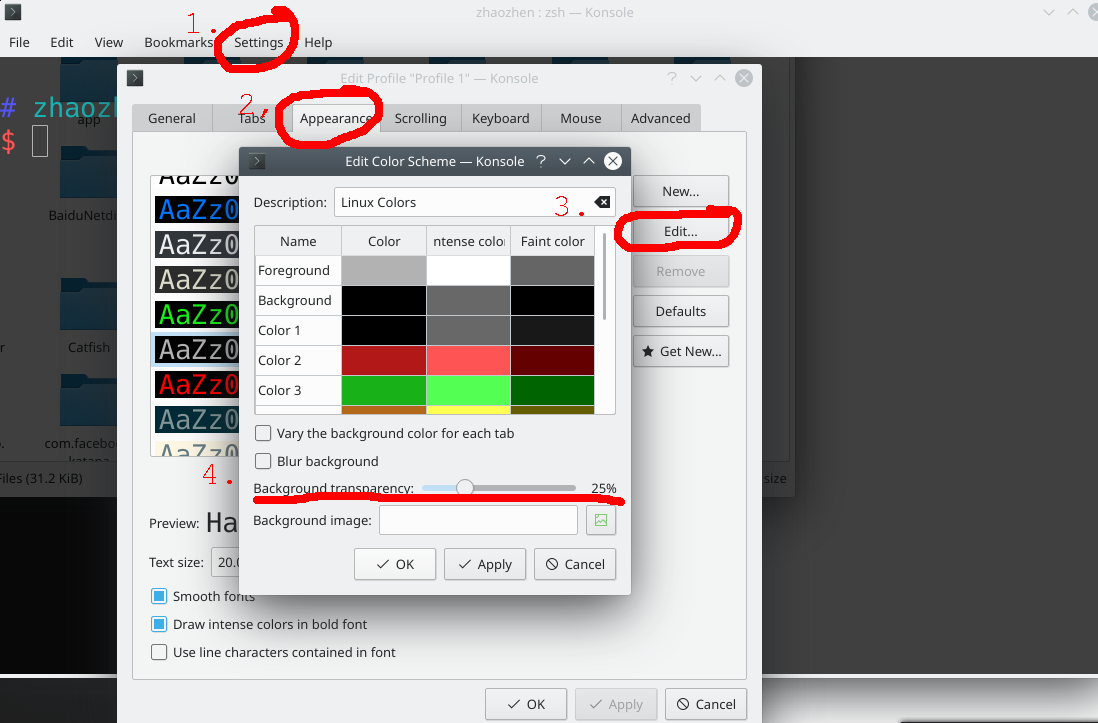 zhaozhen : zsh — Konsole
1.
File Edit View Bookmarks Settings Help
Edit Profile "Profile 1" — Konsole
# zhaozh
app
$
2,
General Tabs Appearance Scrolling Keyboard Mouse Advanced
Edit Color Scheme — Konsole
AaZz0
AaZz0
AaZz0
AaZz0
AaZz0
AaZz0
AaZz0
AaZz0
AaZz0
BaiduNetdi
Catfish
com.facebo
katana
Files (31.2 KiB)
size
Description: Linux Colors
3.
New...
Edit...
Remove
Defaults
Get New...
Name Color ntense color Faint color
Foreground
Background
Color 1
Color 2
Color 3
Vary the background color for each tab
Blur background
4.
Background transparency: 25%
Background image:
OK Apply Cancel
Preview: Ha
Text size: 20.0
Smooth fonts
Draw intense colors in bold font
Use line characters contained in font
OK Apply Cancel